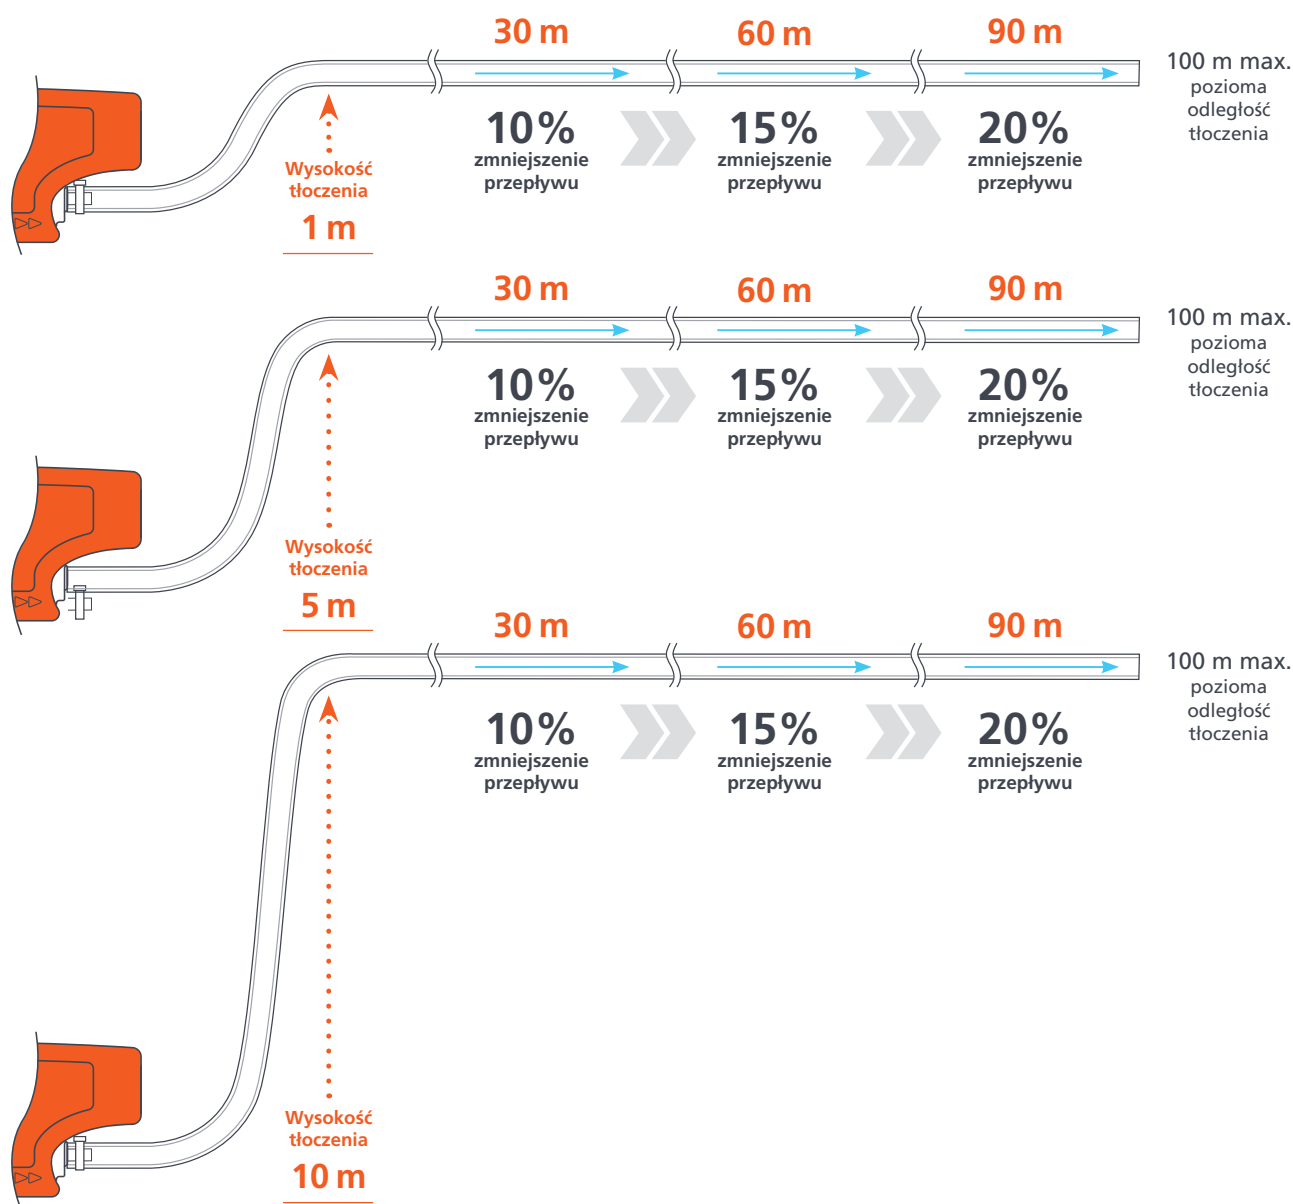 30 m
60 m
90 m
100 m max.
pozioma
odległość
tłoczenia
10%
zmniejszenie
przepływu
15%
zmniejszenie
przepływu
20%
zmniejszenie
przepływu
Wysokość
tłoczenia
1 m
30 m
60 m
90 m
100 m max.
pozioma
odległość
tłoczenia
10%
zmniejszenie
przepływu
15%
zmniejszenie
przepływu
20%
zmniejszenie
przepływu
Wysokość
tłoczenia
5 m
30 m
60 m
90 m
100 m max.
pozioma
odległość
tłoczenia
10%
zmniejszenie
przepływu
15%
zmniejszenie
przepływu
20%
zmniejszenie
przepływu
Wysokość
tłoczenia
10 m